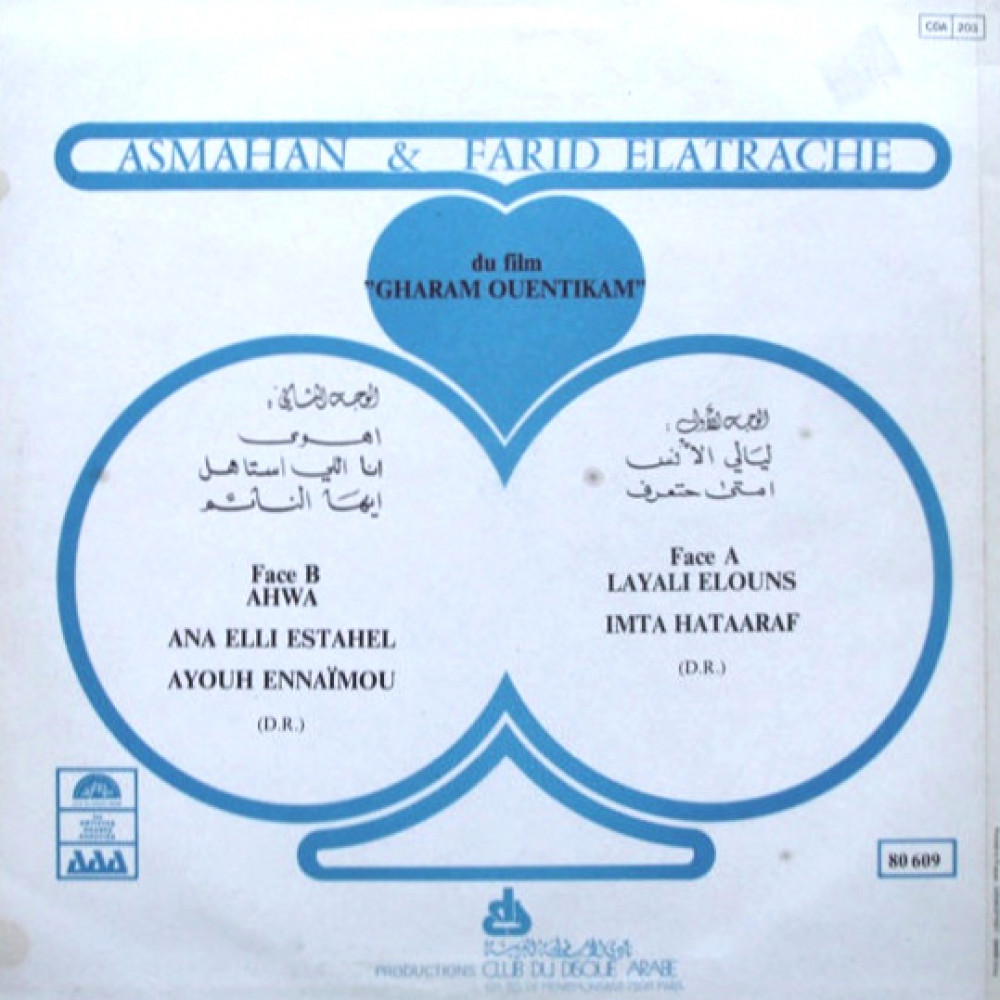 CDA 203
ASMAHAN & FARID ELATRACHE
du film
"GHARAM OUENTIKAM"
الوجه الثاني :
اهوى
انا اللي استاهل
ايها النائم
Face B
AHWA
ANA ELLI ESTAHEL
AYOUH ENNAÏMOU
(D.R.)
الوجه الأول :
ليالي الأنس
امتى حتعرف
Face A
LAYALI ELOUNS
IMTA HATAARAF
(D.R.)
AAA
80 609
PRODUCTIONS CLUB DU DISQUE ARABE